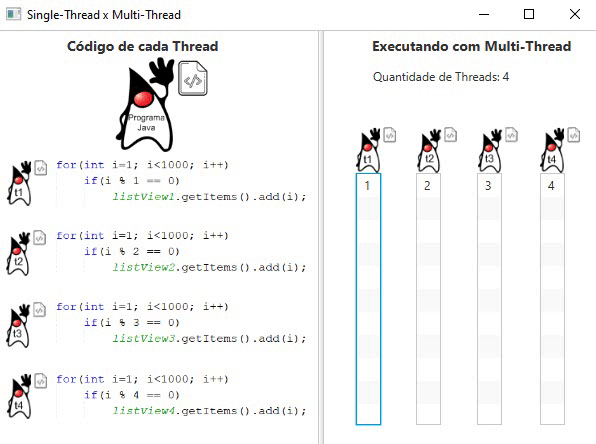 Single-Thread x Multi-Thread
Código de cada Thread
Programa
Java
t1
for(int i=1; i<1000; i++)
if(i % 1 == 0)
listView1.getItems().add(i);
t2
for(int i=1; i<1000; i++)
if(i % 2 == 0)
listView2.getItems().add(i);
t3
for(int i=1; i<1000; i++)
if(i % 3 == 0)
listView3.getItems().add(i);
t4
for(int i=1; i<1000; i++)
if(i % 4 == 0)
listView4.getItems().add(i);
Executando com Multi-Thread
Quantidade de Threads: 4
t1 t2 t3 t4
1 2 3 4